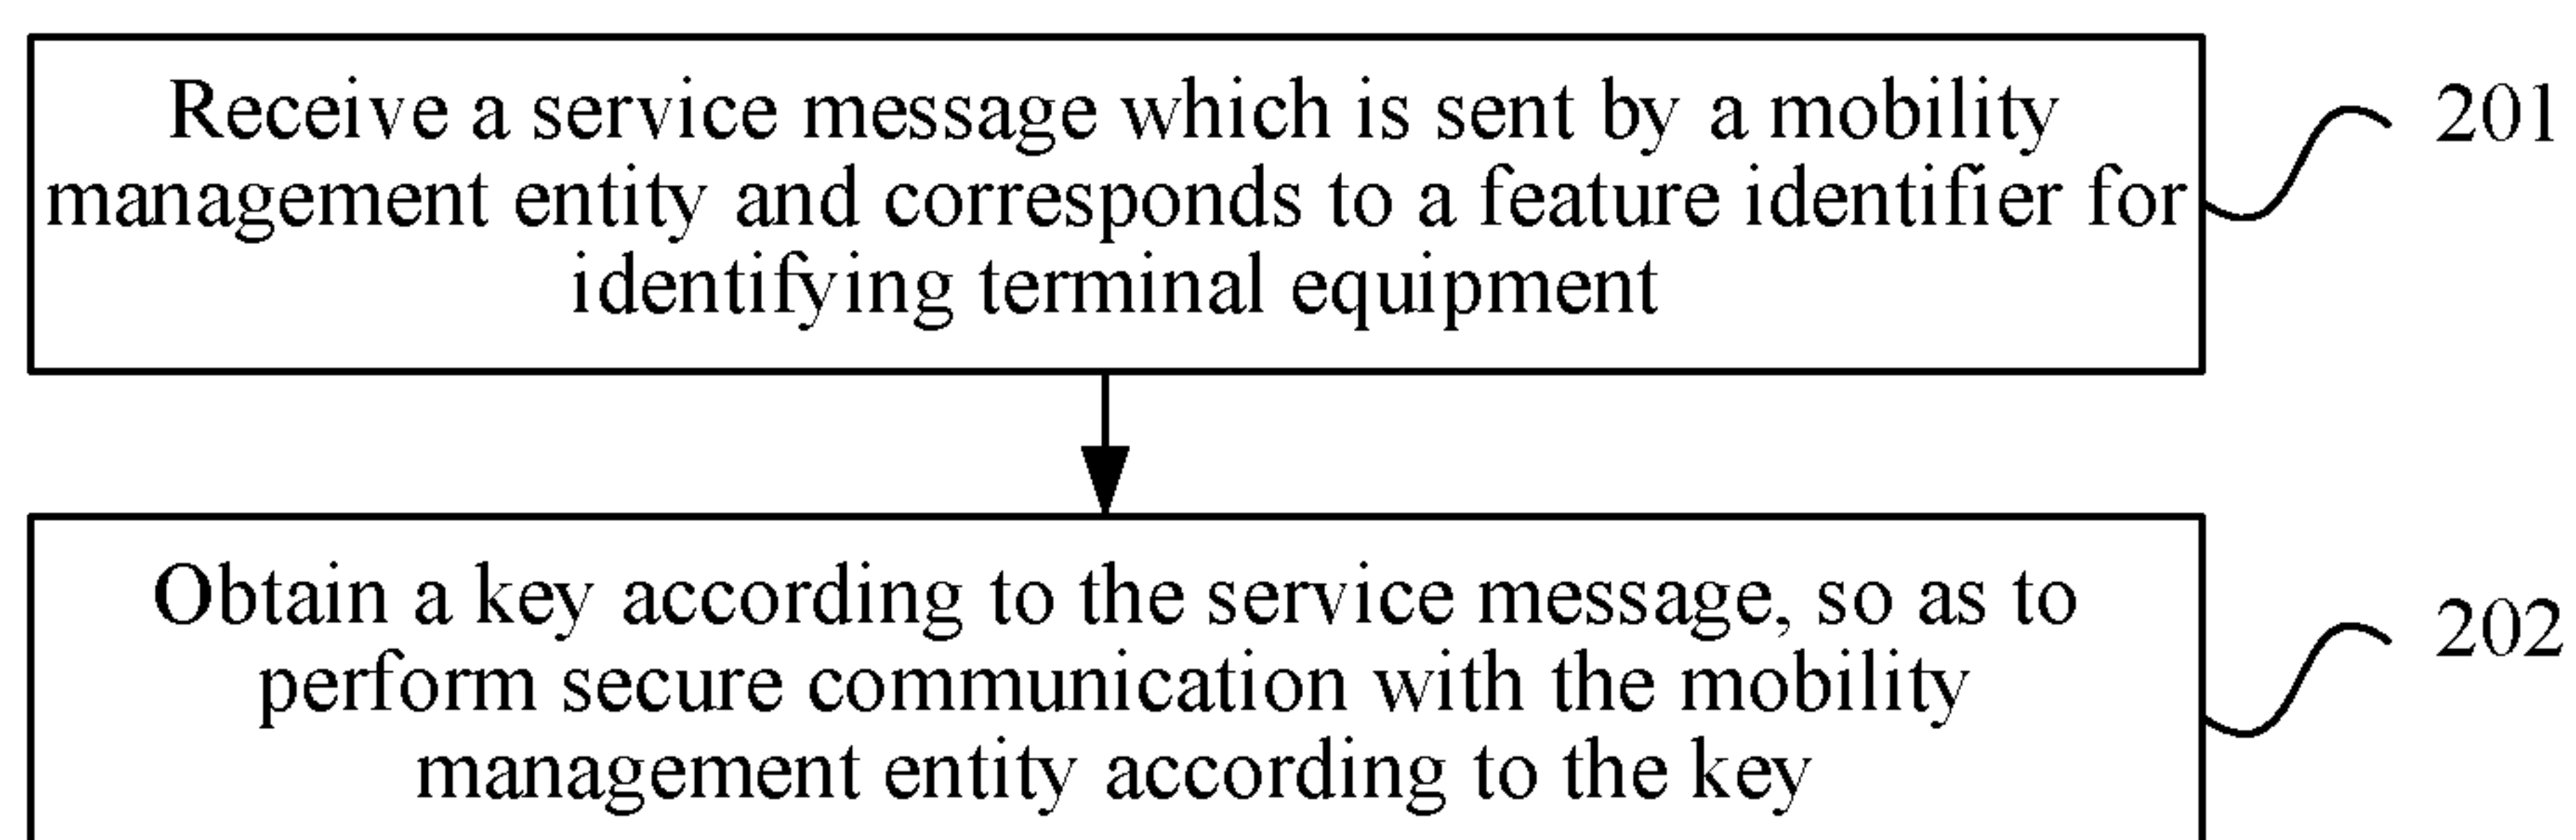 Receive a service message which is sent by a mobility
management entity and corresponds to a feature identifier for
identifying terminal equipment
201
Obtain a key according to the service message, so as to
perform secure communication with the mobility
management entity according to the key
202